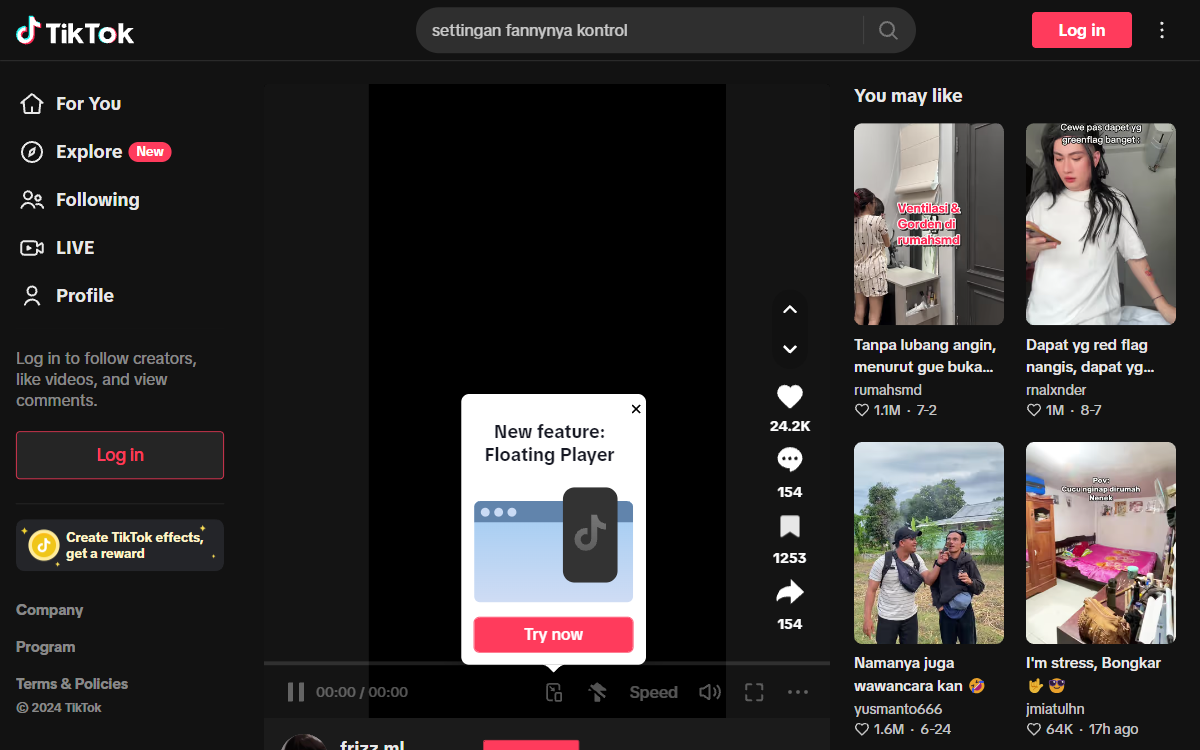 TikTok
settingan fannynya kontrol
Log in
For You
Explore New
Following
LIVE
Profile
Log in to follow creators,
like videos, and view
comments.
Log in
Create TikTok effects,
get a reward
Company
Program
Terms & Policies
© 2024 TikTok
New feature:
Floating Player
Try now
24.2K
154
1253
154
00:00 / 00:00
Speed
frizz ml
You may like
Ventilasi &
Gorden di
rumahsmd
Tanpa lubang angin,
menurut gue buka...
rumahsmd
1.1M · 7-2
Cewe pas dapet yg
greenflag banget :
Dapat yg red flag
nangis, dapat yg...
rnalxnder
1M · 8-7
Namanya juga
wawancara kan 🤣
yusmanto666
1.6M · 6-24
Pov:
Cucu nginap dirumah
Nenek
I'm stress, Bongkar
🤟 😎
jmiatulhn
64K · 17h ago